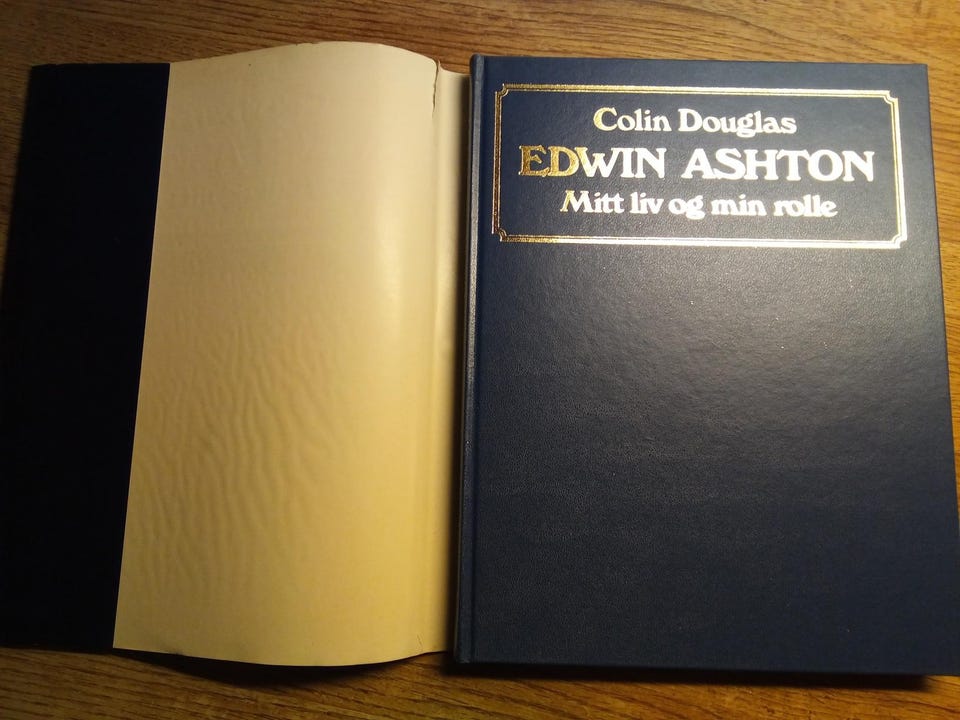 Colin Douglas
EDWIN ASHTON
Mitt liv og min rolle